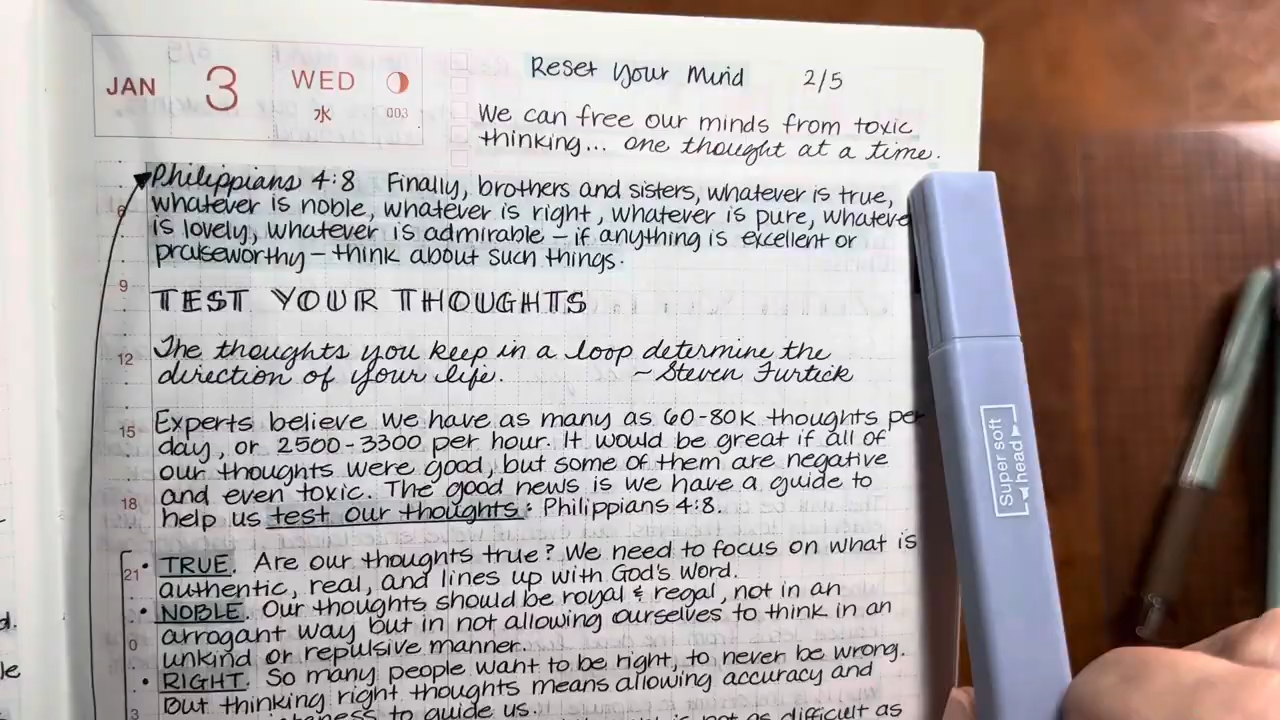 JAN 3 WED
水 003
Reset your mind 2/5
We can free our minds from toxic
thinking... one thought at a time.
Philippians 4:8 Finally, brothers and sisters, whatever is true,
6 whatever is noble, whatever is right, whatever is pure, whateve
is lovely, whatever is admirable – if anything is excellent or
praiseworthy – think about such things.
9
TEST YOUR THOUGHTS
12 The thoughts you keep in a loop determine the
direction of your life. ~ Steven Furtick
15 Experts believe we have as many as 60-80K thoughts per
day, or 2500-3300 per hour. It would be great if all of
our thoughts were good, but some of them are negative
and even toxic. The good news is we have a guide to
18 help us test our thoughts: Philippians 4:8.
• TRUE. Are our thoughts true? We need to focus on what is
21 authentic, real, and lines up with God's Word.
• NOBLE. Our thoughts should be royal & regal, not in an
arrogant way but in not allowing ourselves to think in an
0 unkind or repulsive manner.
• RIGHT. So many people want to be right, to never be wrong.
But thinking right thoughts means allowing accuracy and
3 to guide us.
is not as difficult as
Super soft
head
d.
le